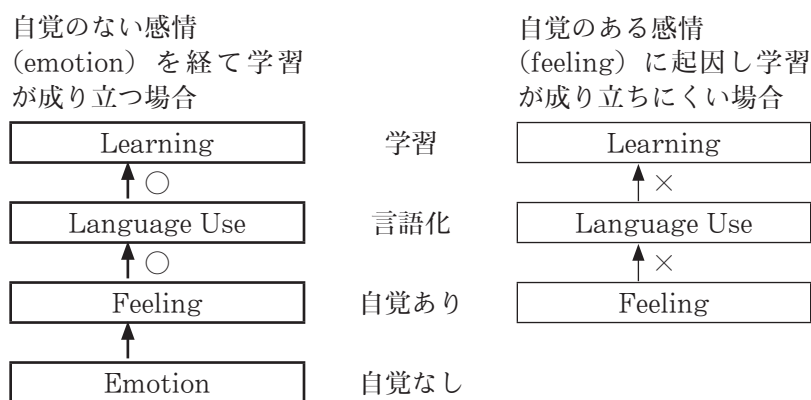 自覚のない感情
（emotion）を経て学習
が成り立つ場合
自覚のある感情
（feeling）に起因し学習
が成り立ちにくい場合
Learning
学習
Learning
○
×
Language Use
言語化
Language Use
○
×
Feeling
自覚あり
Feeling
Emotion
自覚なし